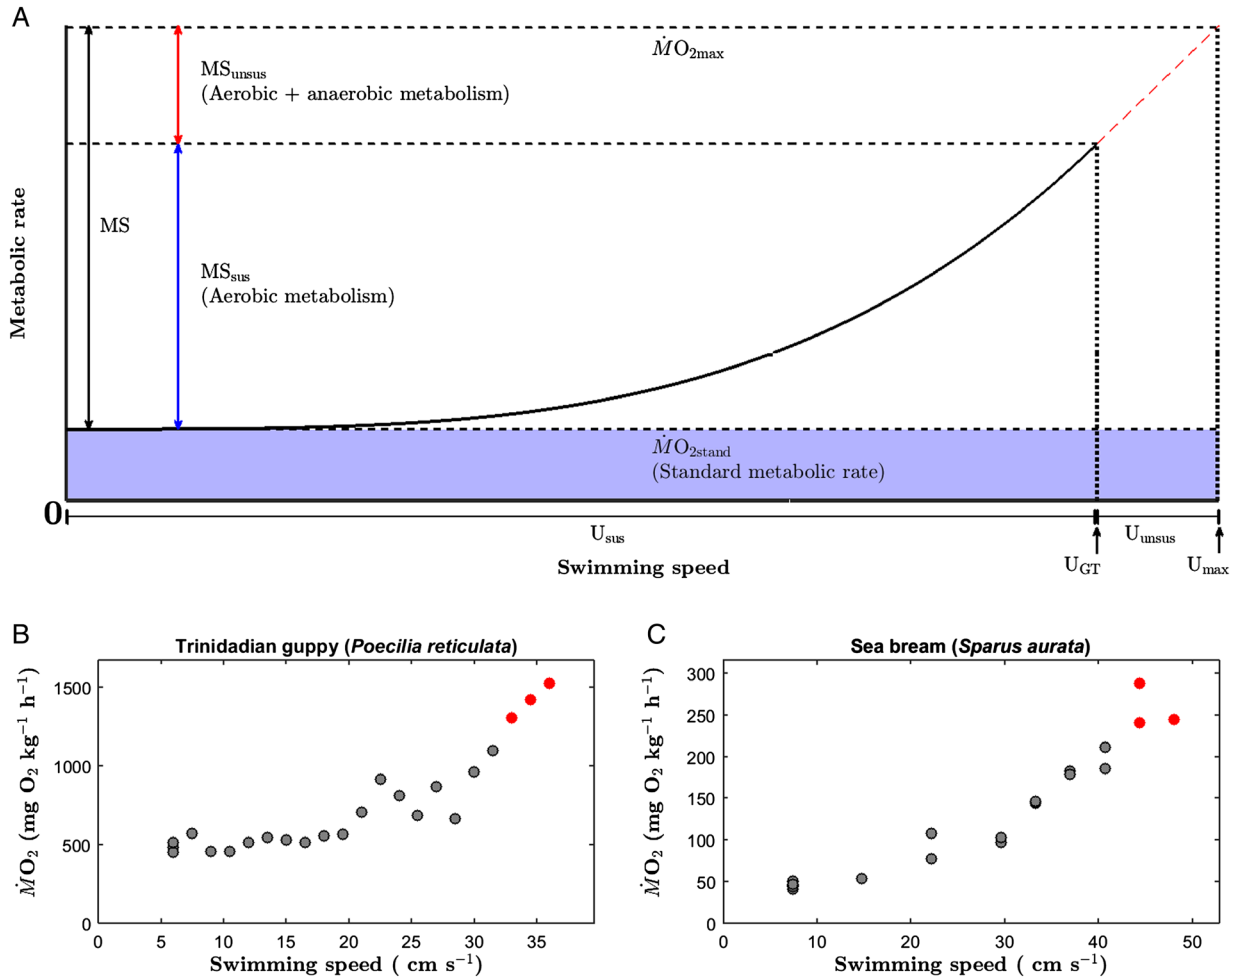 A
ṀO2max
MSunsus
(Aerobic + anaerobic metabolism)
MS
MSsus
(Aerobic metabolism)
Metabolic rate
ṀO2stand
(Standard metabolic rate)
0
Usus
Uunsus
Swimming speed
UGT
Umax
B
Trinidadian guppy (Poecilia reticulata)
ṀO2 (mg O2 kg−1 h−1)
1500
1000
500
0
0 5 10 15 20 25 30 35
Swimming speed ( cm s−1)
C
Sea bream (Sparus aurata)
ṀO2 (mg O2 kg−1 h−1)
300
250
200
150
100
50
0
0 10 20 30 40 50
Swimming speed ( cm s−1)